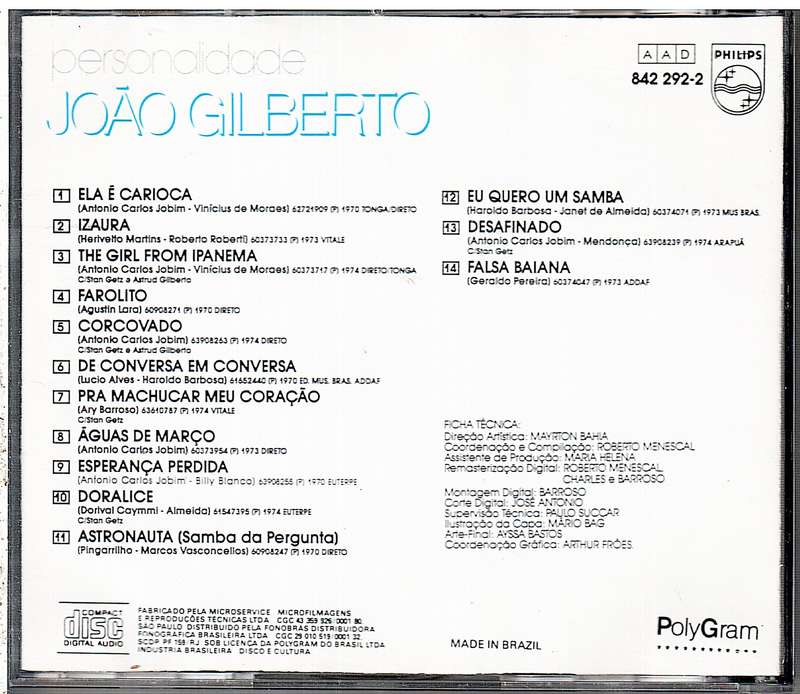 personalidade
JOÃO GILBERTO
AAD
842 292-2
PHILIPS
1 ELA É CARIOCA
(Antonio Carlos Jobim - Vinícius de Moraes) 62721909 (P) 1970 TONGA/DIRETO
2 IZAURA
(Herivelto Martins - Roberto Roberti) 60373733 (P) 1973 VITALE
3 THE GIRL FROM IPANEMA
(Antonio Carlos Jobim - Vinícius de Moraes) 60373717 (P) 1974 DIRETO/TONGA
C/Stan Getz e Astrud Gilberto
4 FAROLITO
(Agustin Lara) 60908271 (P) 1970 DIRETO
5 CORCOVADO
(Antonio Carlos Jobim) 63908263 (P) 1974 DIRETO
C/Stan Getz e Astrud Gilberto
6 DE CONVERSA EM CONVERSA
(Lucio Alves - Haroldo Barbosa) 61652440 (P) 1970 ED. MUS. BRAS. ADDAF
7 PRA MACHUCAR MEU CORAÇÃO
(Ary Barroso) 63610787 (P) 1974 VITALE
C/Stan Getz
8 ÁGUAS DE MARÇO
(Antonio Carlos Jobim) 60373954 (P) 1973 DIRETO
9 ESPERANÇA PERDIDA
(Antonio Carlos Jobim - Billy Blanco) 63908255 (P) 1970 EUTERPE
10 DORALICE
(Dorival Caymmi - Almeida) 61547395 (P) 1974 EUTERPE
C/Stan Getz
11 ASTRONAUTA (Samba da Pergunta)
(Pingarrilho - Marcos Vasconcellos) 60908247 (P) 1970 DIRETO
12 EU QUERO UM SAMBA
(Haroldo Barbosa - Janet de Almeida) 60374071 (P) 1973 MUS BRAS.
13 DESAFINADO
(Antonio Carlos Jobim - Mendonça) 63908239 (P) 1974 ARAPUÃ
C/Stan Getz
14 FALSA BAIANA
(Geraldo Pereira) 60374047 (P) 1973 ADDAF
FICHA TÉCNICA:
Direção Artística: MAYRTON BAHIA
Coordenação e Compilação: ROBERTO MENESCAL
Assistente de Produção: MARIA HELENA
Remasterização Digital: ROBERTO MENESCAL
CHARLES e BARROSO
Montagem Digital: BARROSO
Corte Digital: JOSÉ ANTONIO
Supervisão Técnica: PAULO SUCCAR
Ilustração da Capa: MÁRIO BAG
Arte-Final: AYSSA BASTOS
Coordenação Gráfica: ARTHUR FRÓES.
COMPACT
disc
DIGITAL AUDIO
FABRICADO PELA MICROSERVICE MICROFILMAGENS
E REPRODUÇÕES TÉCNICAS LTDA CGC 43 359 926/0001 80.
SÃO PAULO DISTRIBUIDO PELA FONOBRAS DISTRIBUIDORA
FONOGRÁFICA BRASILEIRA LTDA CGC 29 010 519/0001 32.
SCDP PF 159/RJ SOB LICENÇA DA POLYGRAM DO BRASIL LTDA
INDÚSTRIA BRASILEIRA DISCO É CULTURA
MADE IN BRAZIL
PolyGram